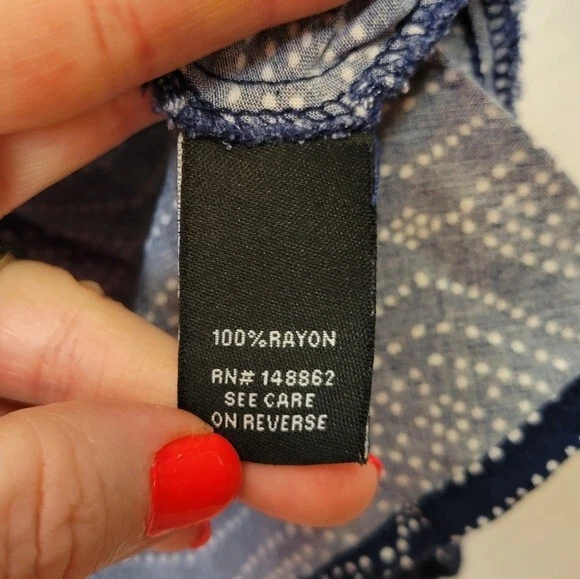 100%RAYON
RN# 148862
SEE CARE
ON REVERSE